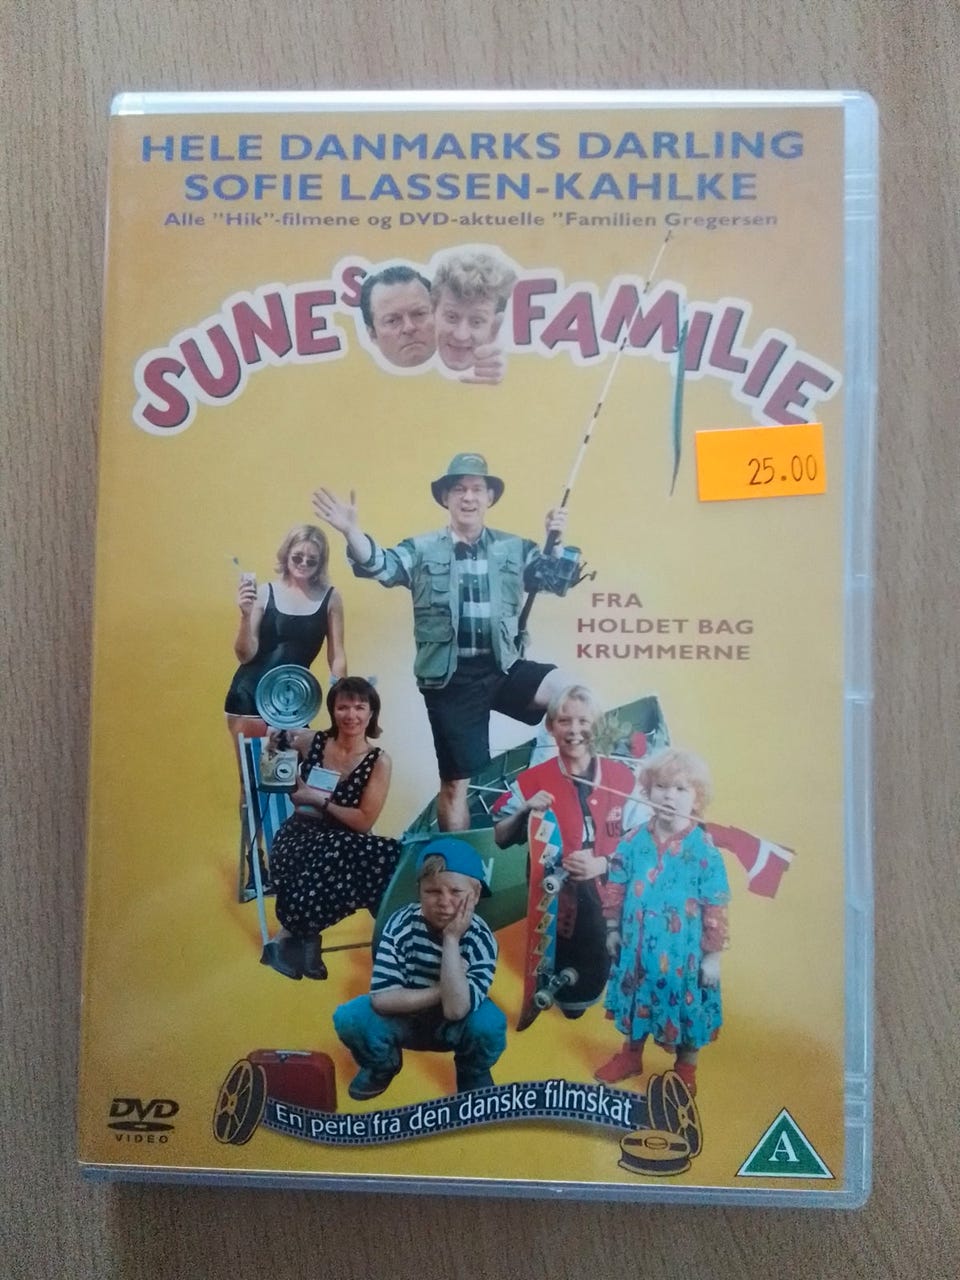 HELE DANMARKS DARLING
SOFIE LASSEN-KAHLKE
Alle "Hik"-filmene og DVD-aktuelle "Familien Gregersen
SUNES FAMILIE
25.00
FRA
HOLDET BAG
KRUMMERNE
US
En perle fra den danske filmskat
DVD
VIDEO
A